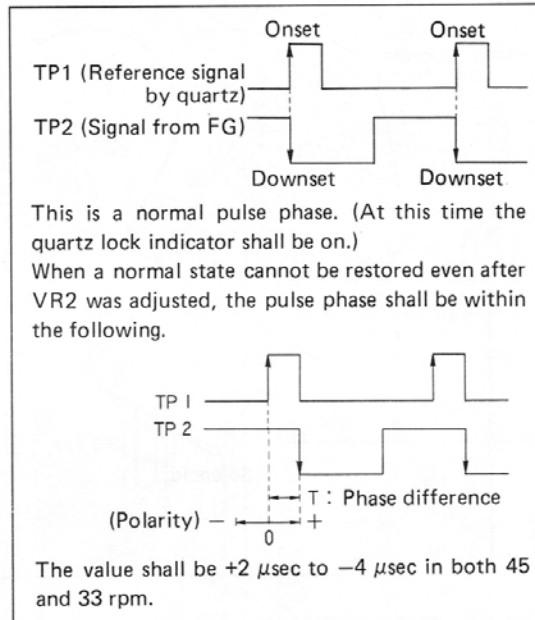 Onset Onset
TP1 (Reference signal
by quartz)
TP2 (Signal from FG)
Downset Downset
This is a normal pulse phase. (At this time the
quartz lock indicator shall be on.)
When a normal state cannot be restored even after
VR2 was adjusted, the pulse phase shall be within
the following.
TP 1
TP 2
T : Phase difference
(Polarity) − +
0
The value shall be +2 μsec to −4 μsec in both 45
and 33 rpm.